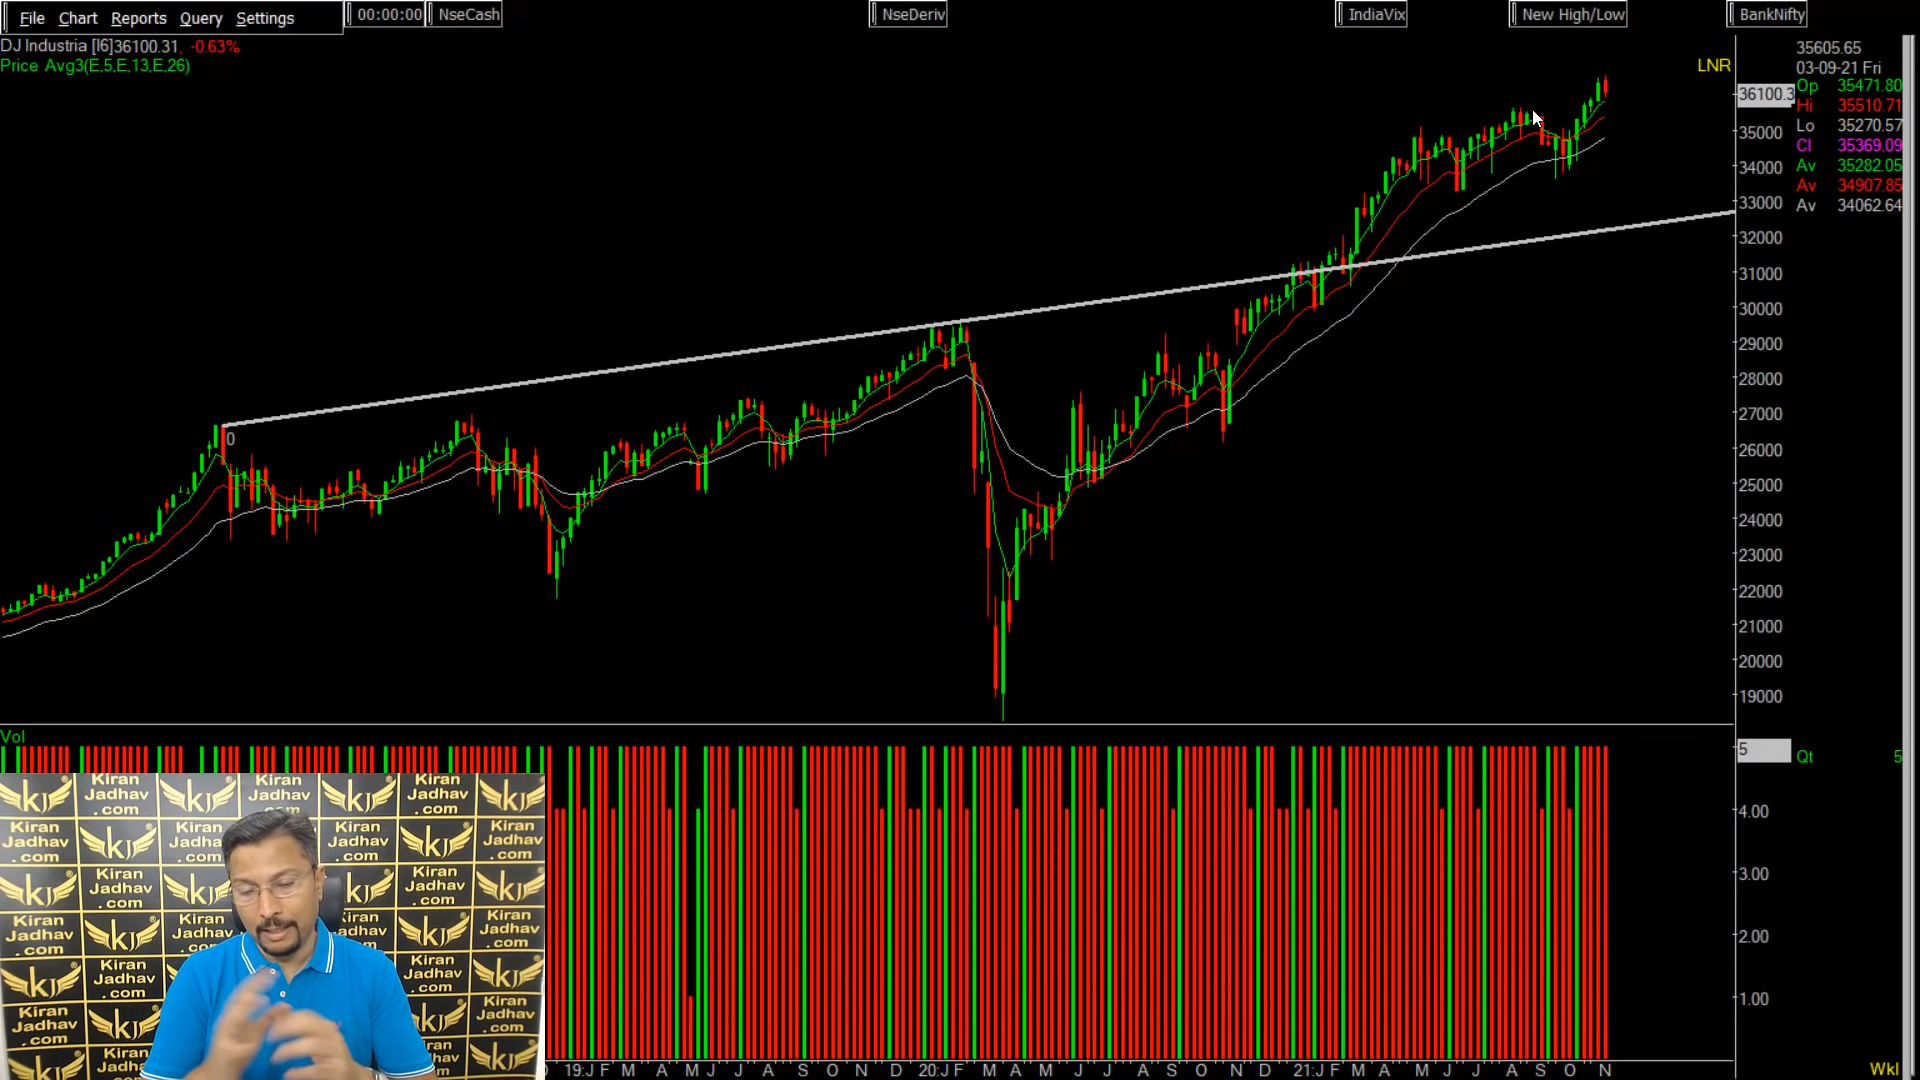 File Chart Reports Query Settings
00:00:00
NseCash
NseDeriv
IndiaVix
New High/Low
BankNifty
DJ Industria [I6]36100.31, -0.63%
Price Avg3(E,5,E,13,E,26)
LNR
35605.65
03-09-21 Fri
Op 35471.80
Hi 35510.71
Lo 35270.57
Cl 35369.09
Av 35282.05
Av 34907.85
Av 34062.64
36100.3
35000
34000
33000
32000
31000
30000
29000
28000
27000
26000
25000
24000
23000
22000
21000
20000
19000
0
Vol
5
Qt 5
4.00
3.00
2.00
1.00
19:J F M A M J J A S O N D 20:J F M A M J J A S O N D 21:J F M A M J J A S O N
Wkl
KJ
Kiran
Jadhav
.com